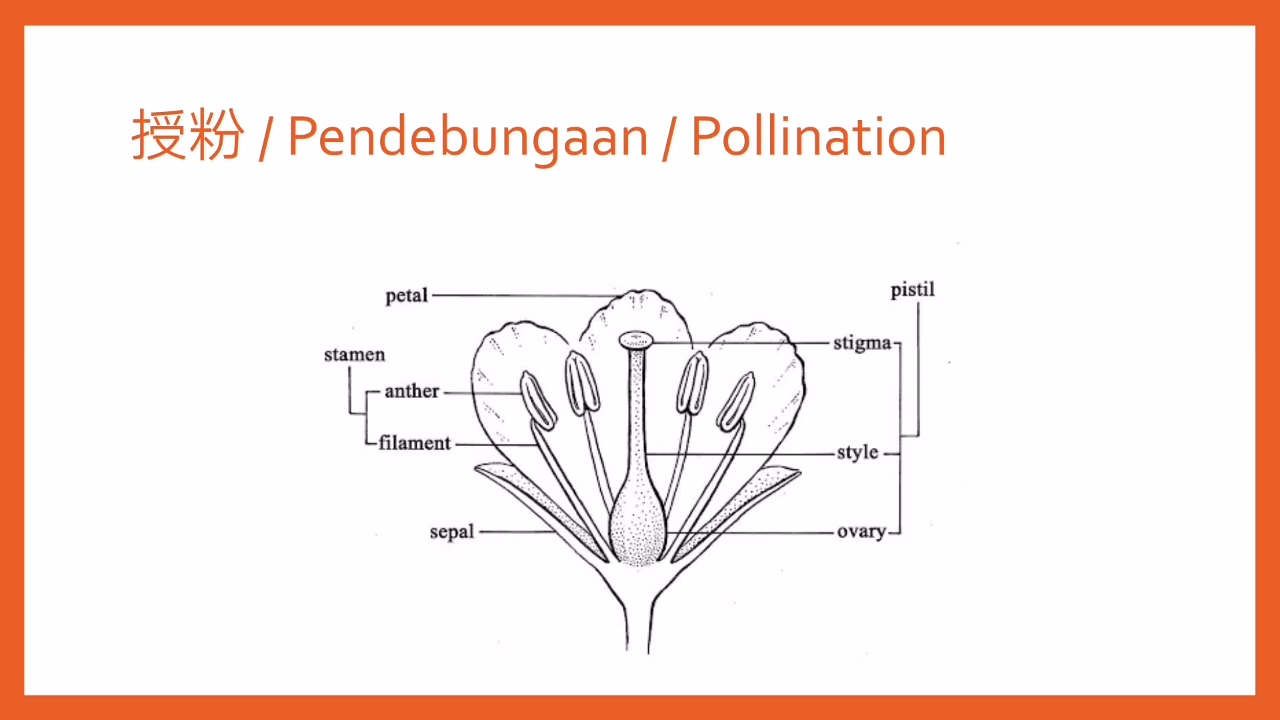 授粉 / Pendebungaan / Pollination
petal
pistil
stigma
stamen
anther
filament
style
sepal
ovary